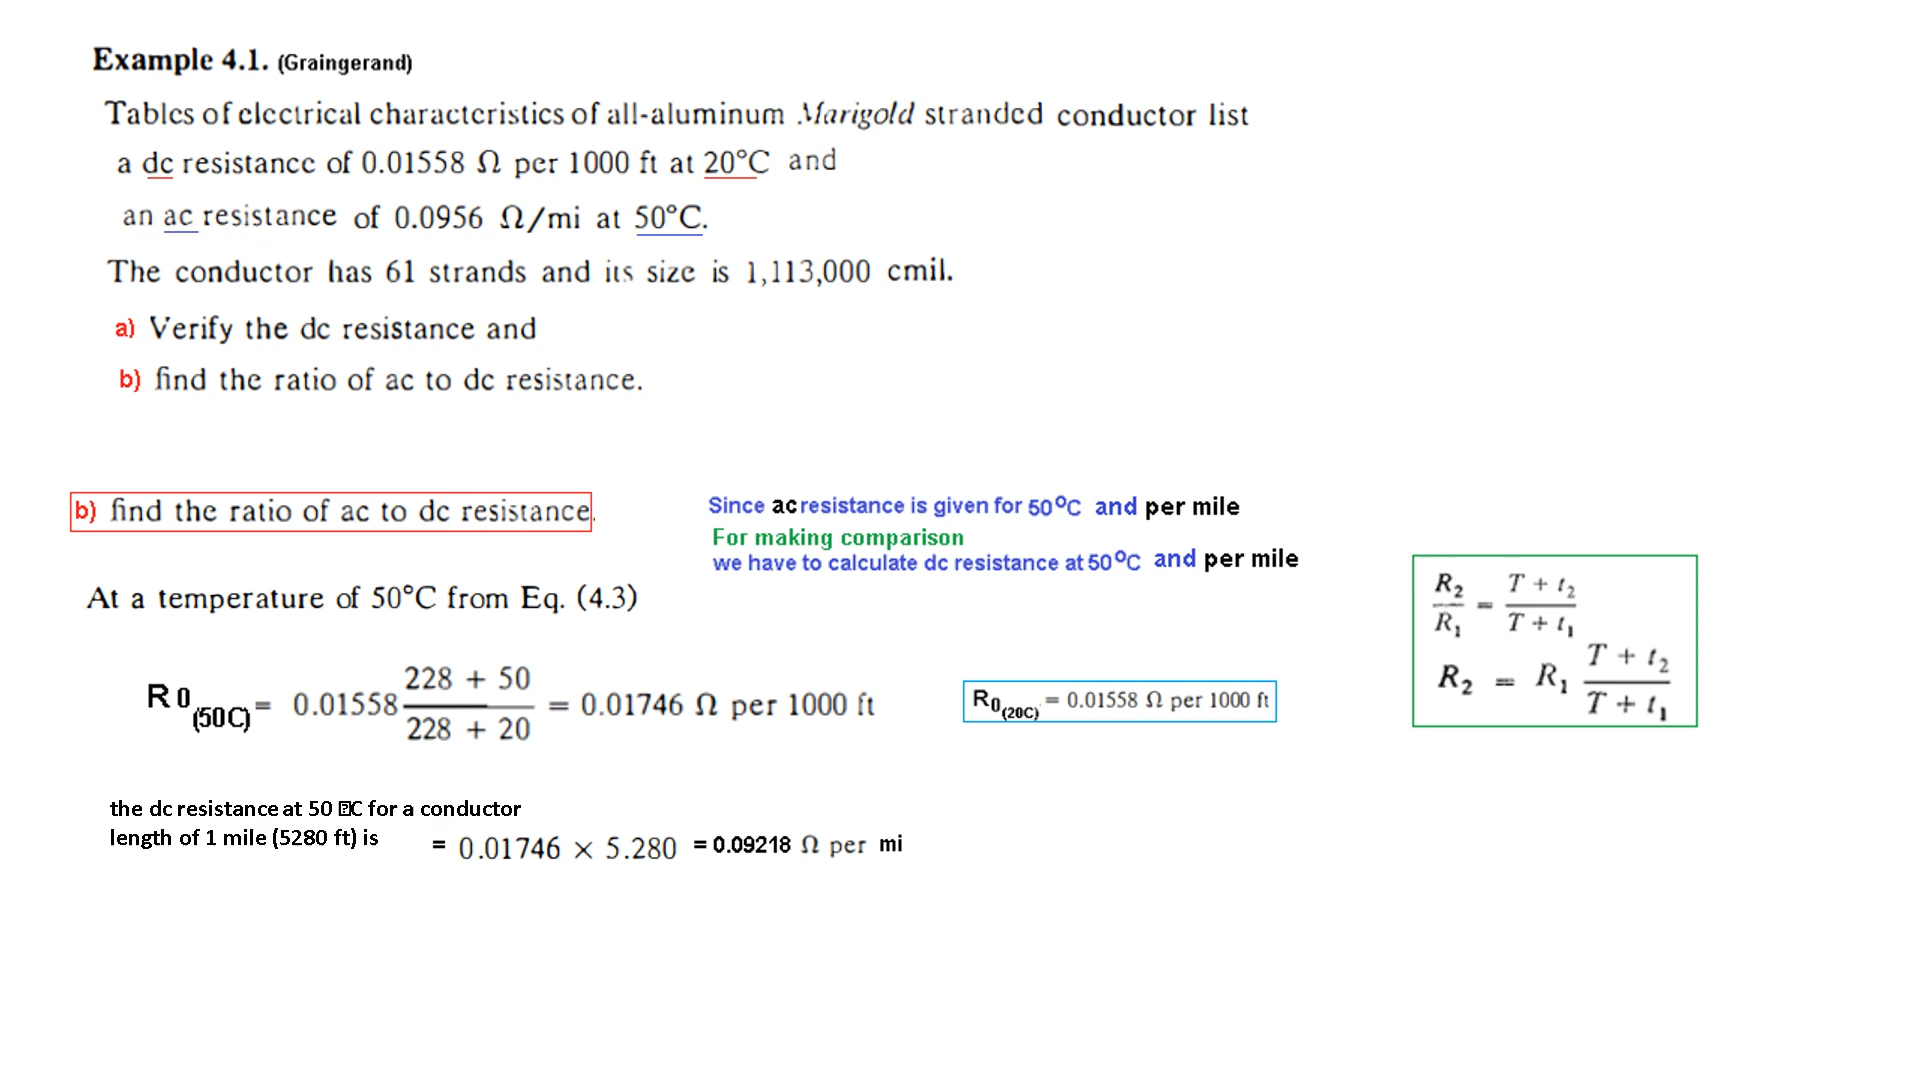 Example 4.1. (Graingerand)
Tables of electrical characteristics of all-aluminum Marigold stranded conductor list
a dc resistance of 0.01558 Ω per 1000 ft at 20°C and
an ac resistance of 0.0956 Ω/mi at 50°C.
The conductor has 61 strands and its size is 1,113,000 cmil.
a) Verify the dc resistance and
b) find the ratio of ac to dc resistance.
b) find the ratio of ac to dc resistance.
Since ac resistance is given for 50°C and per mile
For making comparison
we have to calculate dc resistance at 50°C and per mile
At a temperature of 50°C from Eq. (4.3)
R0(50C) = 0.01558 (228 + 50)/(228 + 20) = 0.01746 Ω per 1000 ft
R0(20C) = 0.01558 Ω per 1000 ft
R₂/R₁ = (T + t₂)/(T + t₁)
R₂ = R₁ (T + t₂)/(T + t₁)
the dc resistance at 50 �C for a conductor
length of 1 mile (5280 ft) is = 0.01746 × 5.280 = 0.09218 Ω per mi